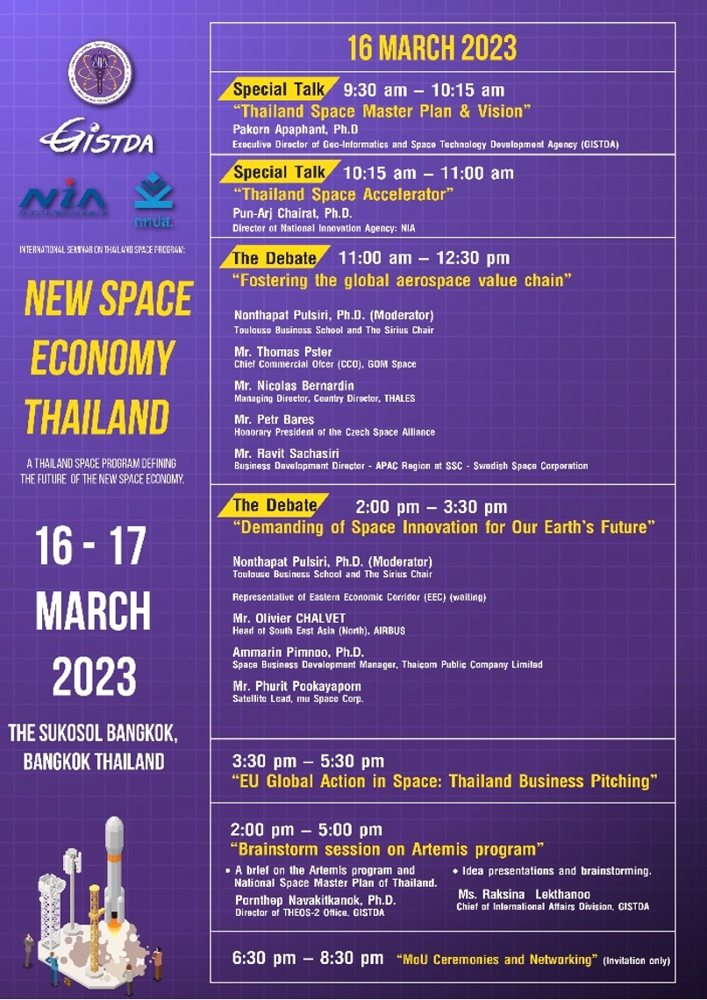 GISTDA
NiA
กทปส.
INTERNATIONAL SEMINAR ON THAILAND SPACE PROGRAM:
NEW SPACE
ECONOMY
THAILAND
A THAILAND SPACE PROGRAM DEFINING
THE FUTURE OF THE NEW SPACE ECONOMY.
16 - 17
MARCH
2023
THE SUKOSOL BANGKOK,
BANGKOK THAILAND
16 MARCH 2023
Special Talk 9:30 am – 10:15 am
“Thailand Space Master Plan & Vision”
Pakorn Apaphant, Ph.D
Executive Director of Geo-Informatics and Space Technology Development Agency (GISTDA)
Special Talk 10:15 am – 11:00 am
“Thailand Space Accelerator”
Pun-Arj Chairat, Ph.D.
Director of National Innovation Agency: NIA
The Debate 11:00 am – 12:30 pm
“Fostering the global aerospace value chain”
Nonthapat Pulsiri, Ph.D. (Moderator)
Toulouse Business School and The Sirius Chair
Mr. Thomas Pster
Chief Commercial Ofcer (CCO), GOM Space
Mr. Nicolas Bernardin
Managing Director, Country Director, THALES
Mr. Petr Bares
Honorary President of the Czech Space Alliance
Mr. Ravit Sachasiri
Business Development Director - APAC Region at SSC - Swedish Space Corporation
The Debate 2:00 pm – 3:30 pm
“Demanding of Space Innovation for Our Earth’s Future”
Nonthapat Pulsiri, Ph.D. (Moderator)
Toulouse Business School and The Sirius Chair
Representative of Eastern Economic Corridor (EEC) (waiting)
Mr. Olivier CHALVET
Head of South East Asia (North), AIRBUS
Ammarin Pimnoo, Ph.D.
Space Business Development Manager, Thaicom Public Company Limited
Mr. Phurit Pookayaporn
Satellite Lead, mu Space Corp.
3:30 pm – 5:30 pm
“EU Global Action in Space: Thailand Business Pitching”
2:00 pm – 5:00 pm
“Brainstorm session on Artemis program”
• A brief on the Artemis program and
National Space Master Plan of Thailand.
Pornthep Navakitkanok, Ph.D.
Director of THEOS-2 Office, GISTDA
• Idea presentations and brainstorming.
Ms. Raksina Lekthanoo
Chief of International Affairs Division, GISTDA
6:30 pm – 8:30 pm “MoU Ceremonies and Networking” (Invitation only)